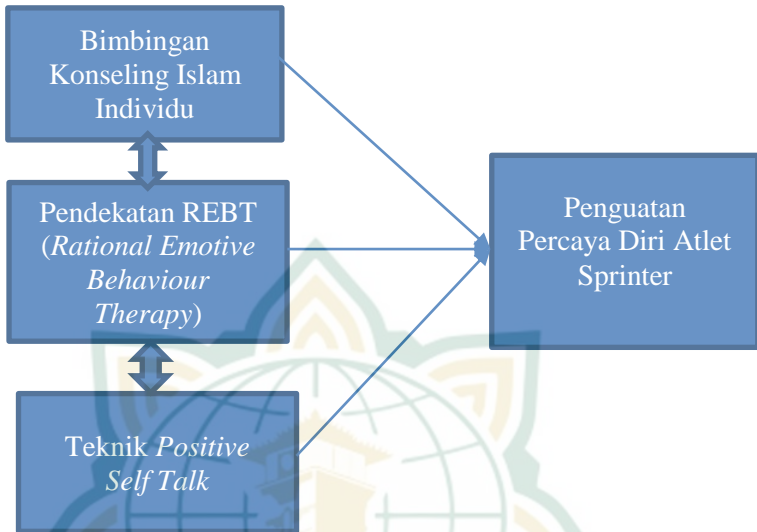 Bimbingan
Konseling Islam
Individu
Pendekatan REBT
(Rational Emotive
Behaviour
Therapy)
Teknik Positive
Self Talk
Penguatan
Percaya Diri Atlet
Sprinter